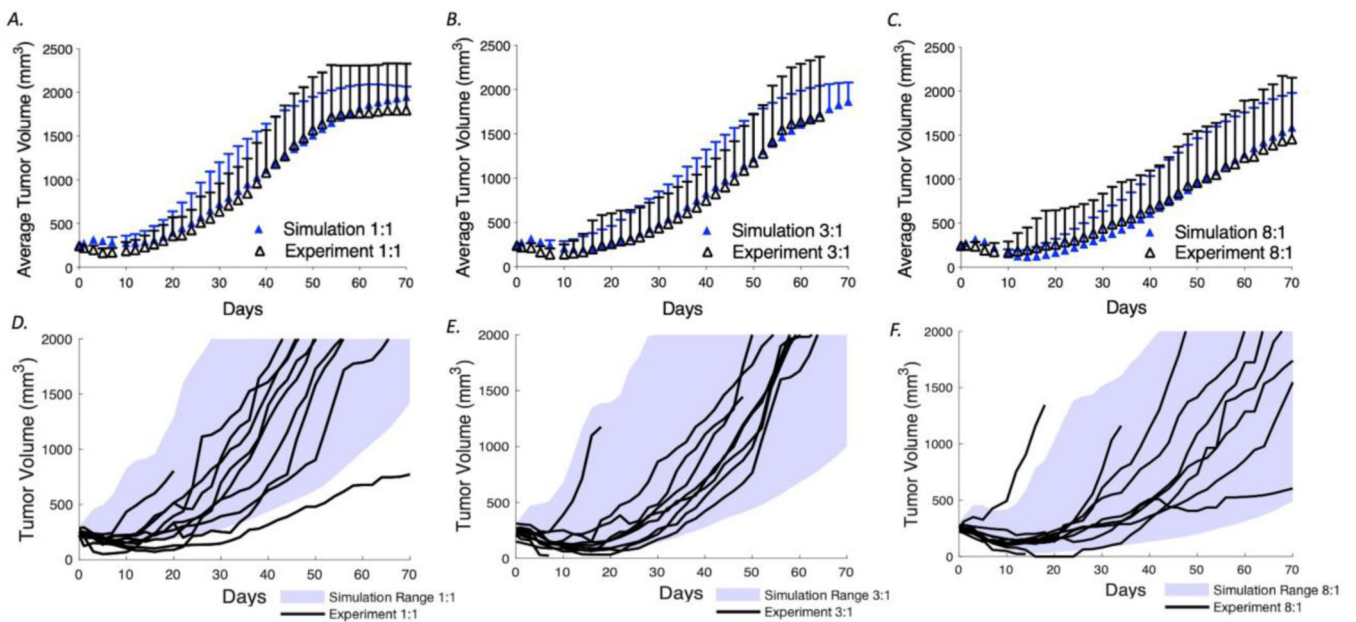 A.
Average Tumor Volume (mm3)
2500
2000
1500
1000
500
0
0 10 20 30 40 50 60 70
Days
Simulation 1:1
Experiment 1:1
B.
Average Tumor Volume (mm3)
2500
2000
1500
1000
500
0
0 10 20 30 40 50 60 70
Days
Simulation 3:1
Experiment 3:1
C.
Average Tumor Volume (mm3)
2500
2000
1500
1000
500
0
0 10 20 30 40 50 60 70
Days
Simulation 8:1
Experiment 8:1
D.
Tumor Volume (mm3)
2000
1500
1000
500
0
0 10 20 30 40 50 60 70
Days
Simulation Range 1:1
Experiment 1:1
E.
Tumor Volume (mm3)
2000
1500
1000
500
0
0 10 20 30 40 50 60 70
Days
Simulation Range 3:1
Experiment 3:1
F.
Tumor Volume (mm3)
2000
1500
1000
500
0
0 10 20 30 40 50 60 70
Days
Simulation Range 8:1
Experiment 8:1